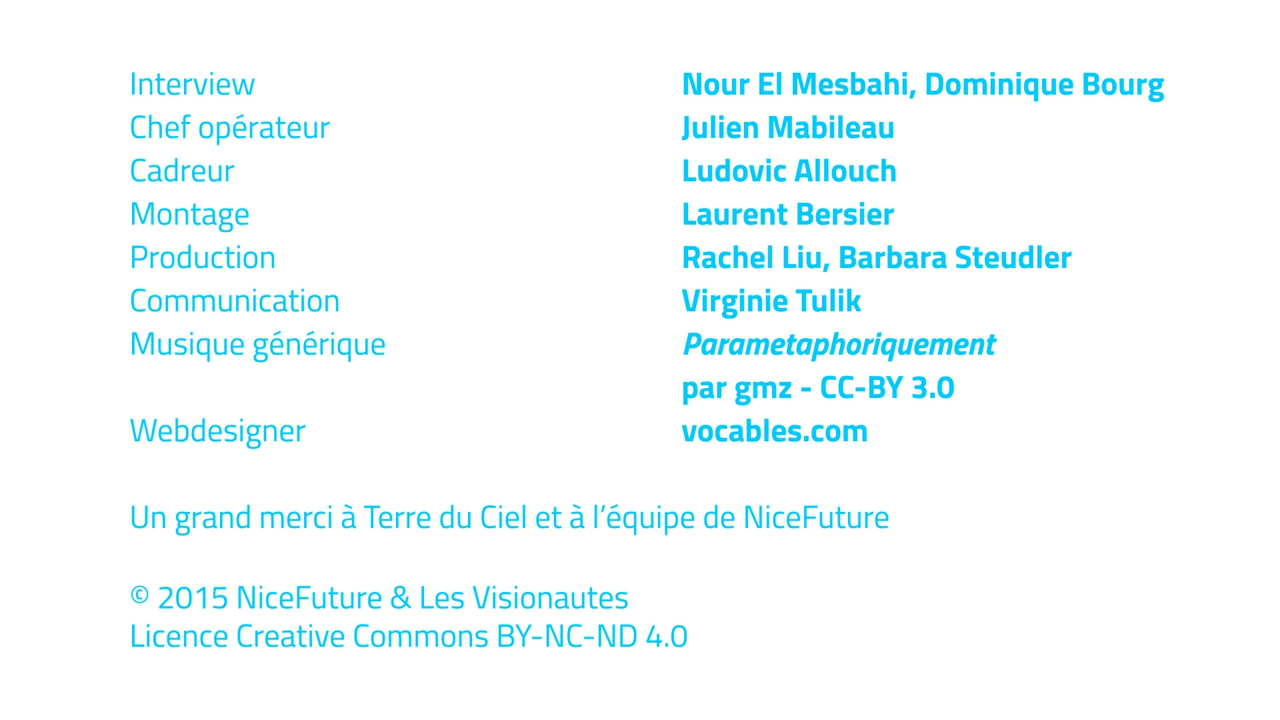 Interview Nour El Mesbahi, Dominique Bourg
Chef opérateur Julien Mabileau
Cadreur Ludovic Allouch
Montage Laurent Bersier
Production Rachel Liu, Barbara Steudler
Communication Virginie Tulik
Musique générique Parametaphoriquement
par gmz - CC-BY 3.0
Webdesigner vocables.com
Un grand merci à Terre du Ciel et à l’équipe de NiceFuture
© 2015 NiceFuture & Les Visionautes
Licence Creative Commons BY-NC-ND 4.0